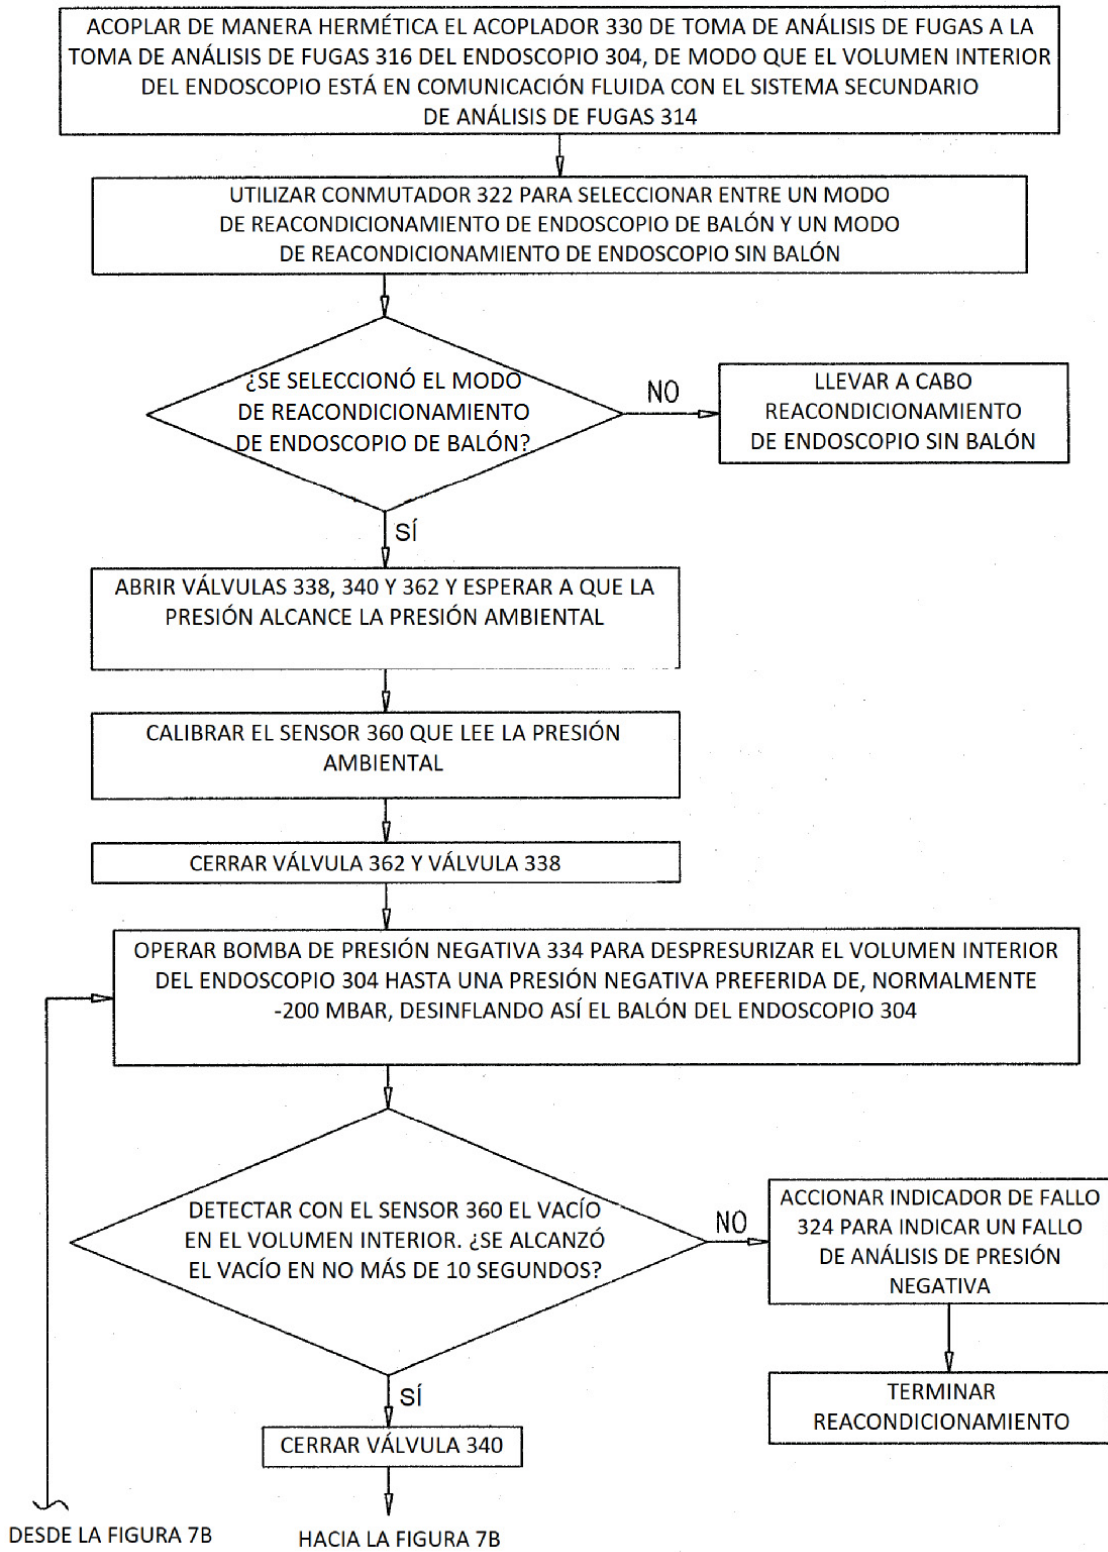 ACOPLAR DE MANERA HERMÉTICA EL ACOPLADOR 330 DE TOMA DE ANÁLISIS DE FUGAS A LA
TOMA DE ANÁLISIS DE FUGAS 316 DEL ENDOSCOPIO 304, DE MODO QUE EL VOLUMEN INTERIOR
DEL ENDOSCOPIO ESTÁ EN COMUNICACIÓN FLUIDA CON EL SISTEMA SECUNDARIO
DE ANÁLISIS DE FUGAS 314
UTILIZAR CONMUTADOR 322 PARA SELECCIONAR ENTRE UN MODO
DE REACONDICIONAMIENTO DE ENDOSCOPIO DE BALÓN Y UN MODO
DE REACONDICIONAMIENTO DE ENDOSCOPIO SIN BALÓN
¿SE SELECCIONÓ EL MODO
DE REACONDICIONAMIENTO
DE ENDOSCOPIO DE BALÓN?
NO
LLEVAR A CABO
REACONDICIONAMIENTO
DE ENDOSCOPIO SIN BALÓN
SÍ
ABRIR VÁLVULAS 338, 340 Y 362 Y ESPERAR A QUE LA
PRESIÓN ALCANCE LA PRESIÓN AMBIENTAL
CALIBRAR EL SENSOR 360 QUE LEE LA PRESIÓN
AMBIENTAL
CERRAR VÁLVULA 362 Y VÁLVULA 338
OPERAR BOMBA DE PRESIÓN NEGATIVA 334 PARA DESPRESURIZAR EL VOLUMEN INTERIOR
DEL ENDOSCOPIO 304 HASTA UNA PRESIÓN NEGATIVA PREFERIDA DE, NORMALMENTE
-200 MBAR, DESINFLANDO ASÍ EL BALÓN DEL ENDOSCOPIO 304
DETECTAR CON EL SENSOR 360 EL VACÍO
EN EL VOLUMEN INTERIOR. ¿SE ALCANZÓ
EL VACÍO EN NO MÁS DE 10 SEGUNDOS?
NO
ACCIONAR INDICADOR DE FALLO
324 PARA INDICAR UN FALLO
DE ANÁLISIS DE PRESIÓN
NEGATIVA
TERMINAR
REACONDICIONAMIENTO
SÍ
CERRAR VÁLVULA 340
DESDE LA FIGURA 7B
HACIA LA FIGURA 7B